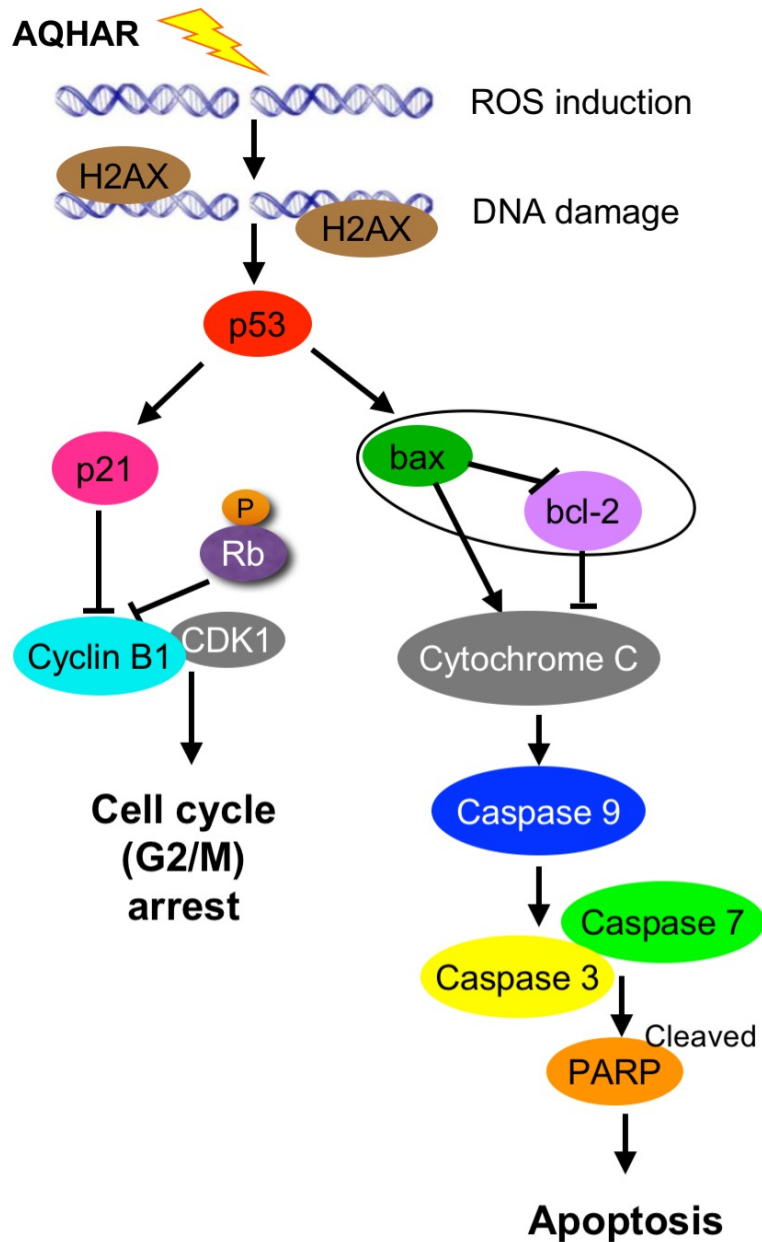 AQHAR
ROS induction
H2AX
DNA damage
H2AX
p53
p21
bax
bcl-2
P
Rb
Cyclin B1
CDK1
Cytochrome C
Cell cycle
(G2/M)
arrest
Caspase 9
Caspase 7
Caspase 3
Cleaved
PARP
Apoptosis